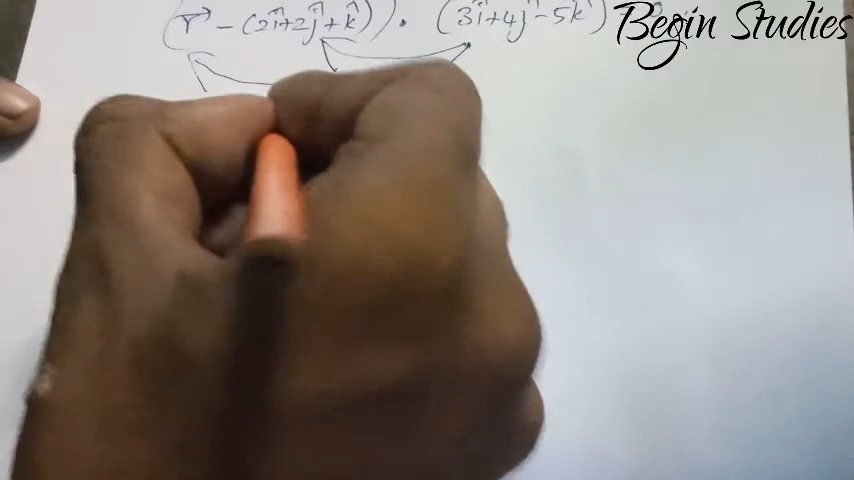 (r⃗ - (2î+2ĵ+k̂)) . (3î+4ĵ-5k̂)
Begin Studies